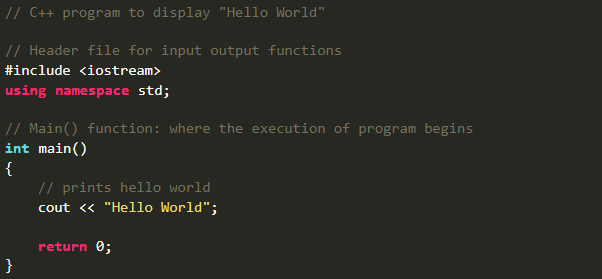 // C++ program to display "Hello World"
// Header file for input output functions
#include <iostream>
using namespace std;
// Main() function: where the execution of program begins
int main()
{
// prints hello world
cout << "Hello World";
return 0;
}